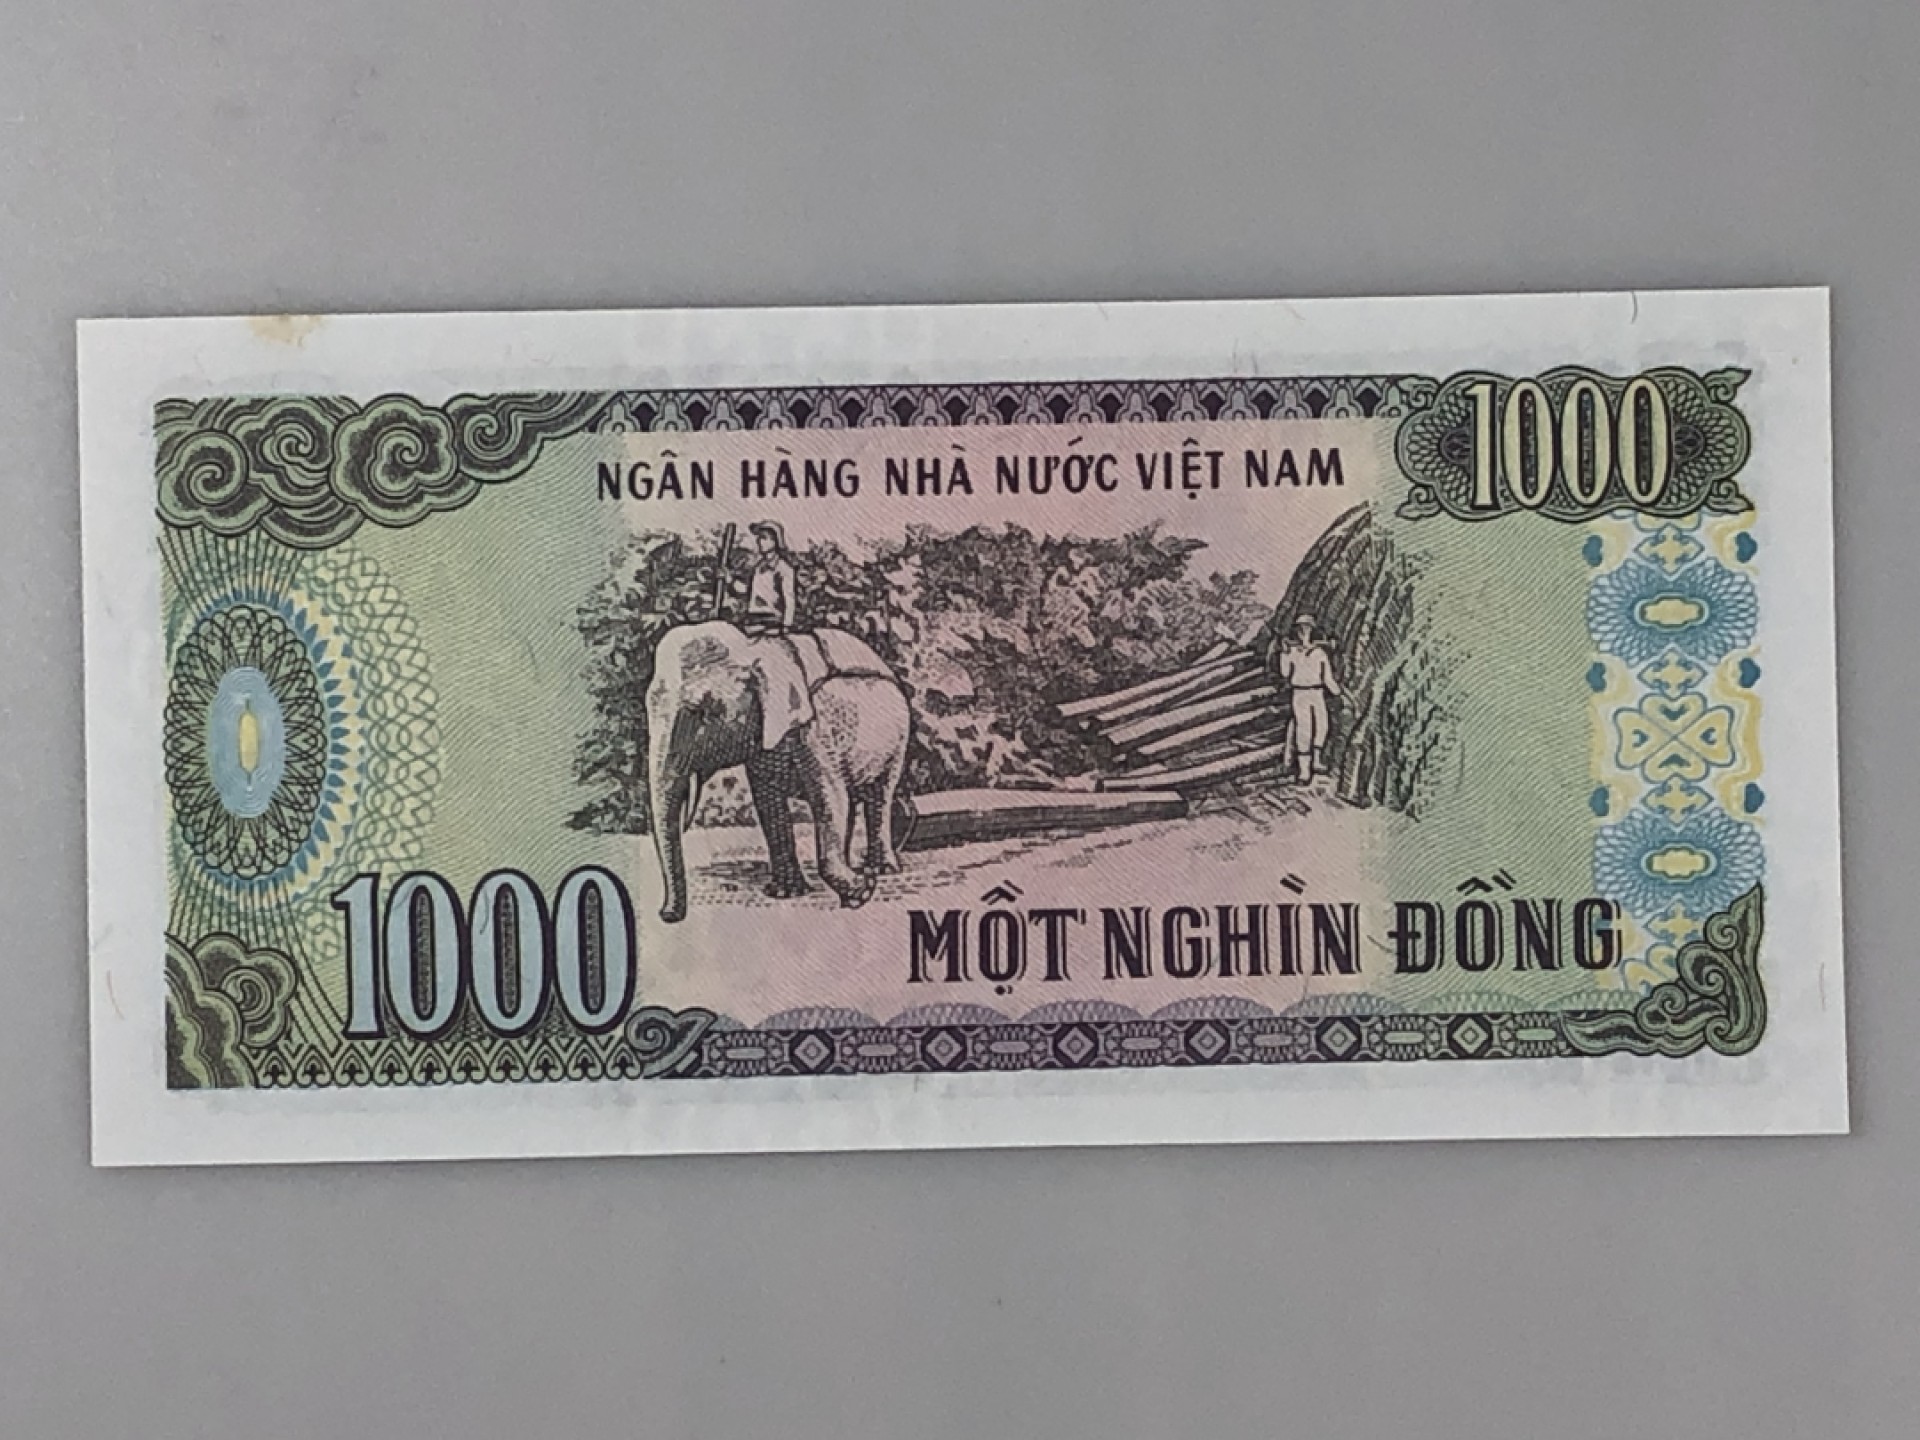 NGÂN HÀNG NHÀ NƯỚC VIỆT NAM
1000
1000
MỘT NGHÌN ĐỒNG